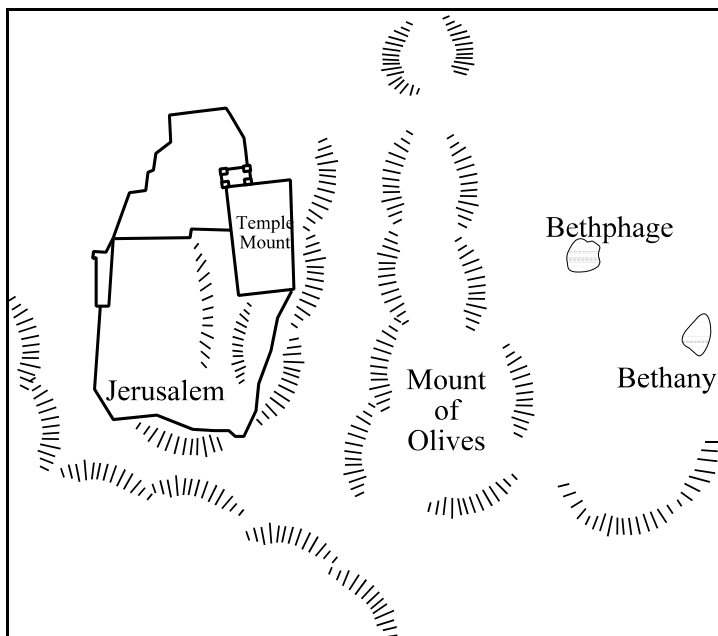 Temple
Mount
Bethphage
Jerusalem
Mount
of
Olives
Bethany